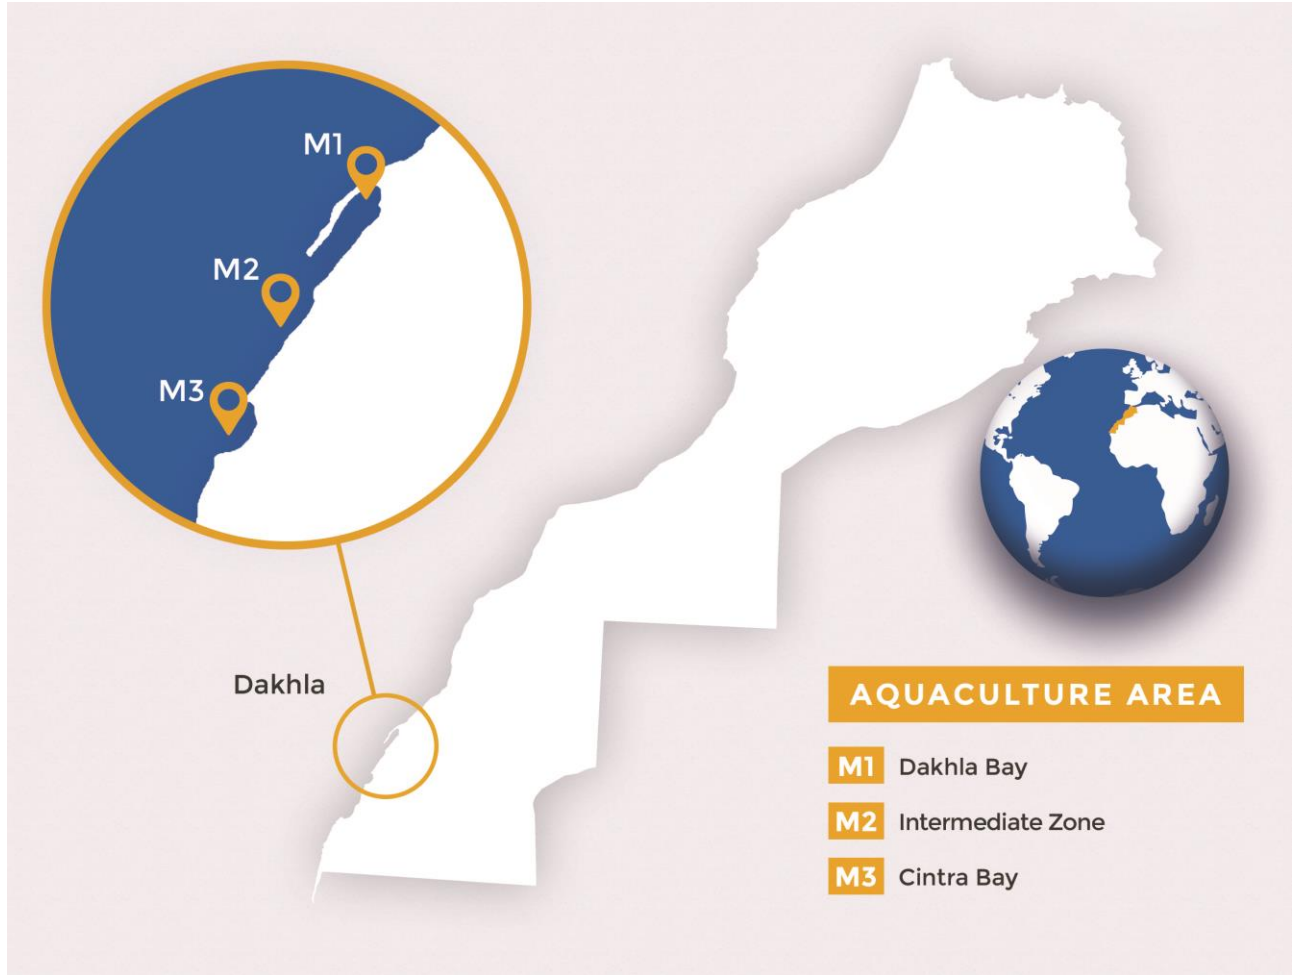 M1
M2
M3
Dakhla
AQUACULTURE AREA
M1 Dakhla Bay
M2 Intermediate Zone
M3 Cintra Bay